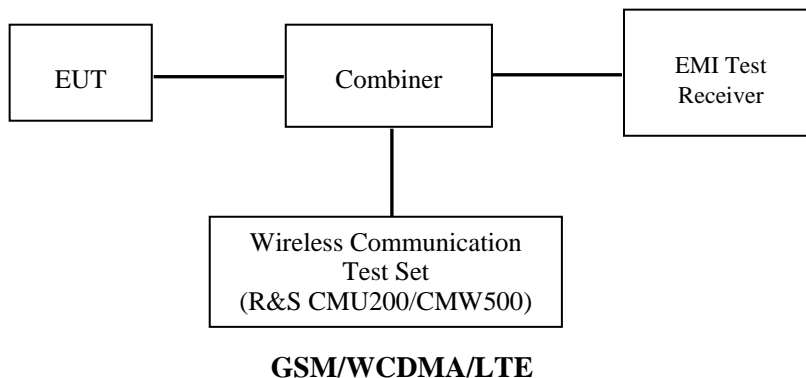 EUT
Combiner
EMI Test
Receiver
Wireless Communication
Test Set
(R&S CMU200/CMW500)
GSM/WCDMA/LTE